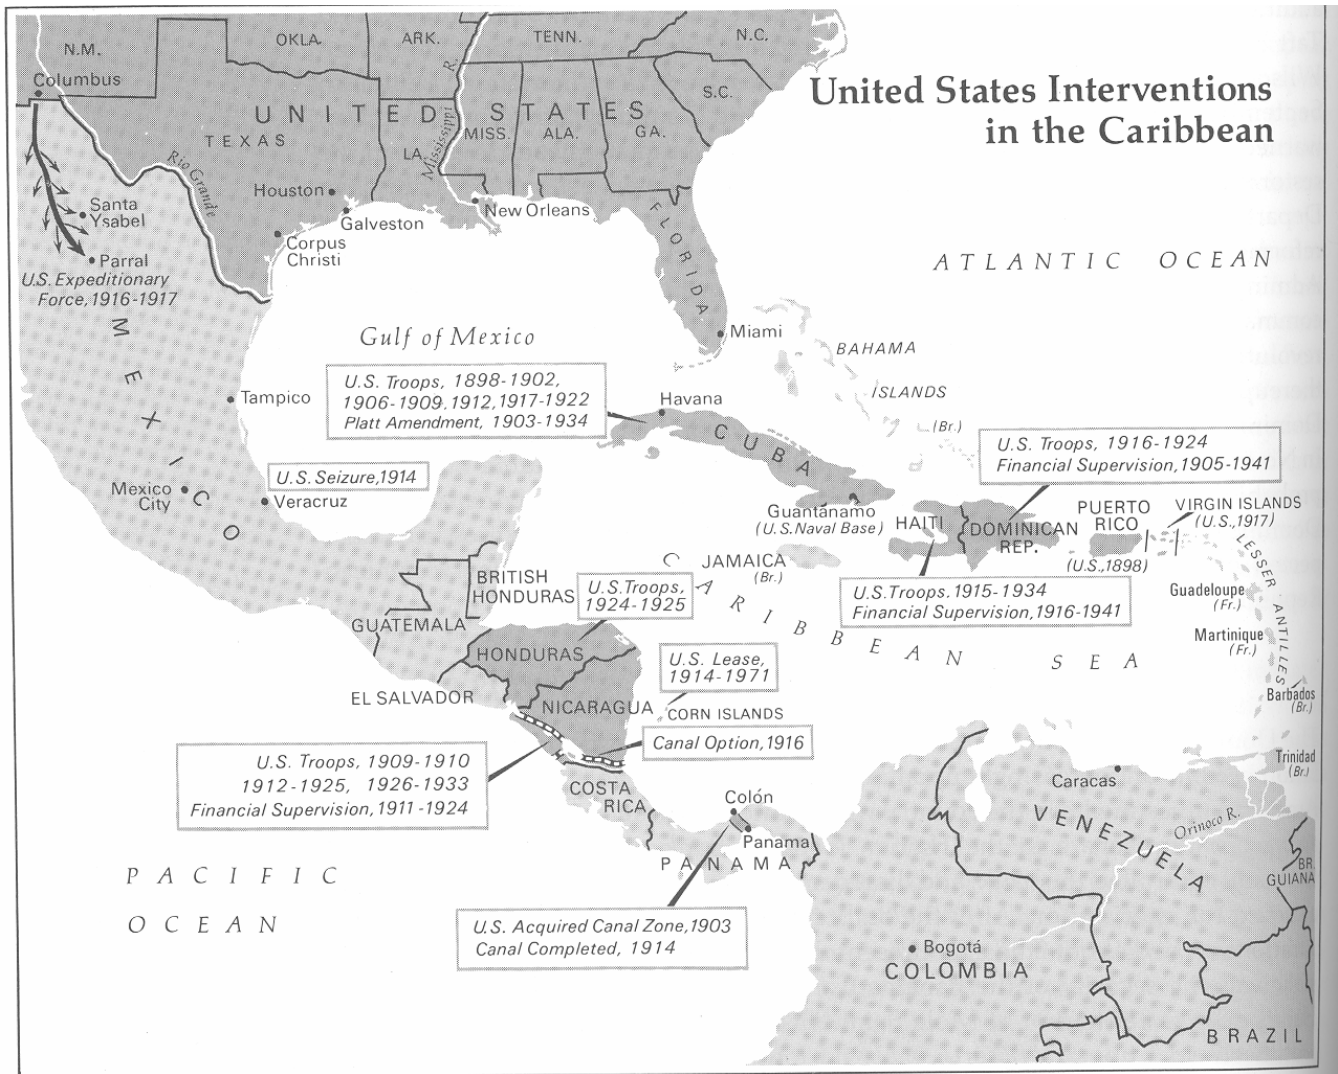 United States Interventions
in the Caribbean
N.M.
OKLA.
ARK.
TENN.
N.C.
Columbus
UNITED STATES
S.C.
TEXAS
LA.
Mississippi R.
MISS.
ALA.
GA.
Rio Grande
Houston
Galveston
New Orleans
Corpus
Christi
FLORIDA
Santa
Ysabel
Parral
U.S. Expeditionary
Force, 1916-1917
ATLANTIC OCEAN
MEXICO
Gulf of Mexico
Miami
BAHAMA
ISLANDS
(Br.)
U.S. Troops, 1898-1902,
1906-1909. 1912, 1917-1922
Platt Amendment, 1903-1934
Tampico
Havana
CUBA
U.S. Troops, 1916-1924
Financial Supervision, 1905-1941
U.S. Seizure, 1914
Mexico
City
Veracruz
Guantánamo
(U.S. Naval Base)
HAITI
DOMINICAN
REP.
PUERTO
RICO
(U.S., 1898)
VIRGIN ISLANDS
(U.S., 1917)
LESSER ANTILLES
JAMAICA
(Br.)
BRITISH
HONDURAS
U.S. Troops,
1924-1925
U.S. Troops. 1915-1934
Financial Supervision, 1916-1941
Guadeloupe
(Fr.)
CARIBBEAN SEA
GUATEMALA
Martinique
(Fr.)
HONDURAS
U.S. Lease,
1914-1971
EL SALVADOR
NICARAGUA
CORN ISLANDS
Barbados
(Br.)
Canal Option, 1916
U.S. Troops, 1909-1910
1912-1925, 1926-1933
Financial Supervision, 1911-1924
Trinidad
(Br.)
COSTA
RICA
Colón
Panama
PANAMA
Caracas
VENEZUELA
Orinoco R.
BR.
GUIANA
PACIFIC
OCEAN
U.S. Acquired Canal Zone, 1903
Canal Completed, 1914
Bogotá
COLOMBIA
BRAZIL